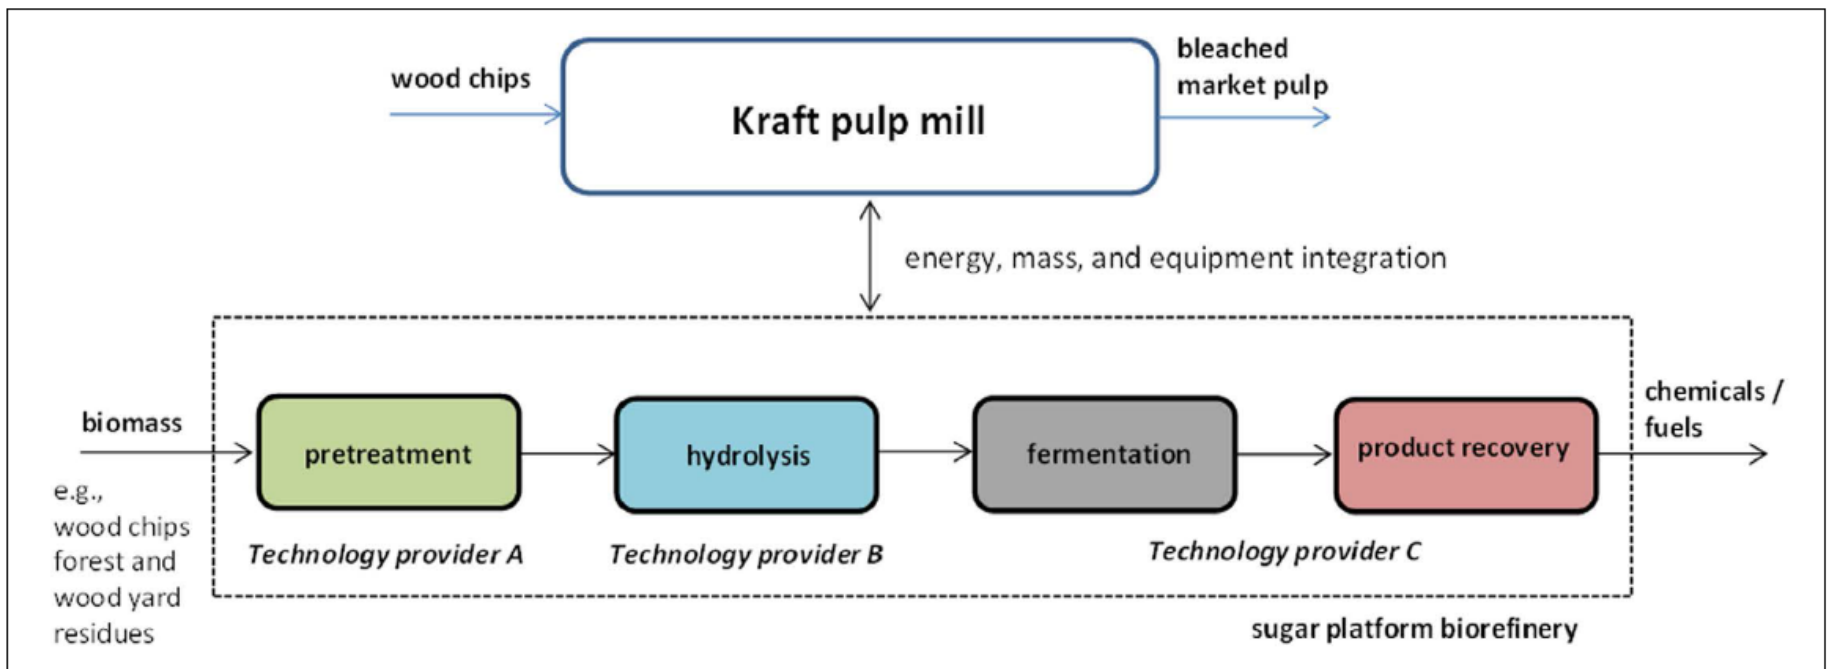 wood chips
Kraft pulp mill
bleached
market pulp
energy, mass, and equipment integration
biomass
e.g.,
wood chips
forest and
wood yard
residues
pretreatment
hydrolysis
fermentation
product recovery
chemicals /
fuels
Technology provider A
Technology provider B
Technology provider C
sugar platform biorefinery